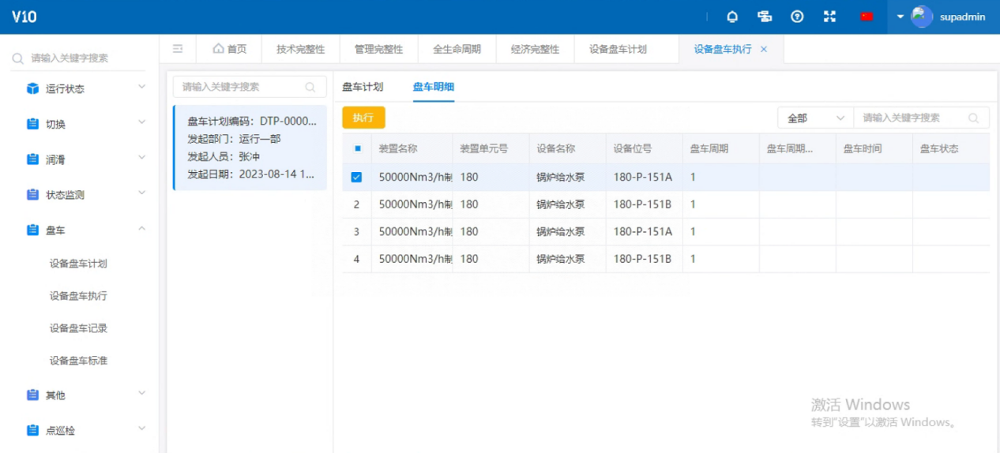 V10
supadmin
请输入关键字搜索
运行状态
切换
润滑
状态监测
盘车
设备盘车计划
设备盘车执行
设备盘车记录
设备盘车标准
其他
点巡检
首页 技术完整性 管理完整性 全生命周期 经济完整性 设备盘车计划 设备盘车执行 ×
请输入关键字搜索
盘车计划编码：DTP-0000...
发起部门：运行一部
发起人员：张冲
发起日期：2023-08-14 1...
盘车计划 盘车明细
执行
全部 请输入关键字搜索
装置名称 装置单元号 设备名称 设备位号 盘车周期 盘车周期... 盘车时间 盘车状态
50000Nm3/h制 180 锅炉给水泵 180-P-151A 1
2 50000Nm3/h制 180 锅炉给水泵 180-P-151B 1
3 50000Nm3/h制 180 锅炉给水泵 180-P-151A 1
4 50000Nm3/h制 180 锅炉给水泵 180-P-151B 1
激活 Windows
转到"设置"以激活 Windows。